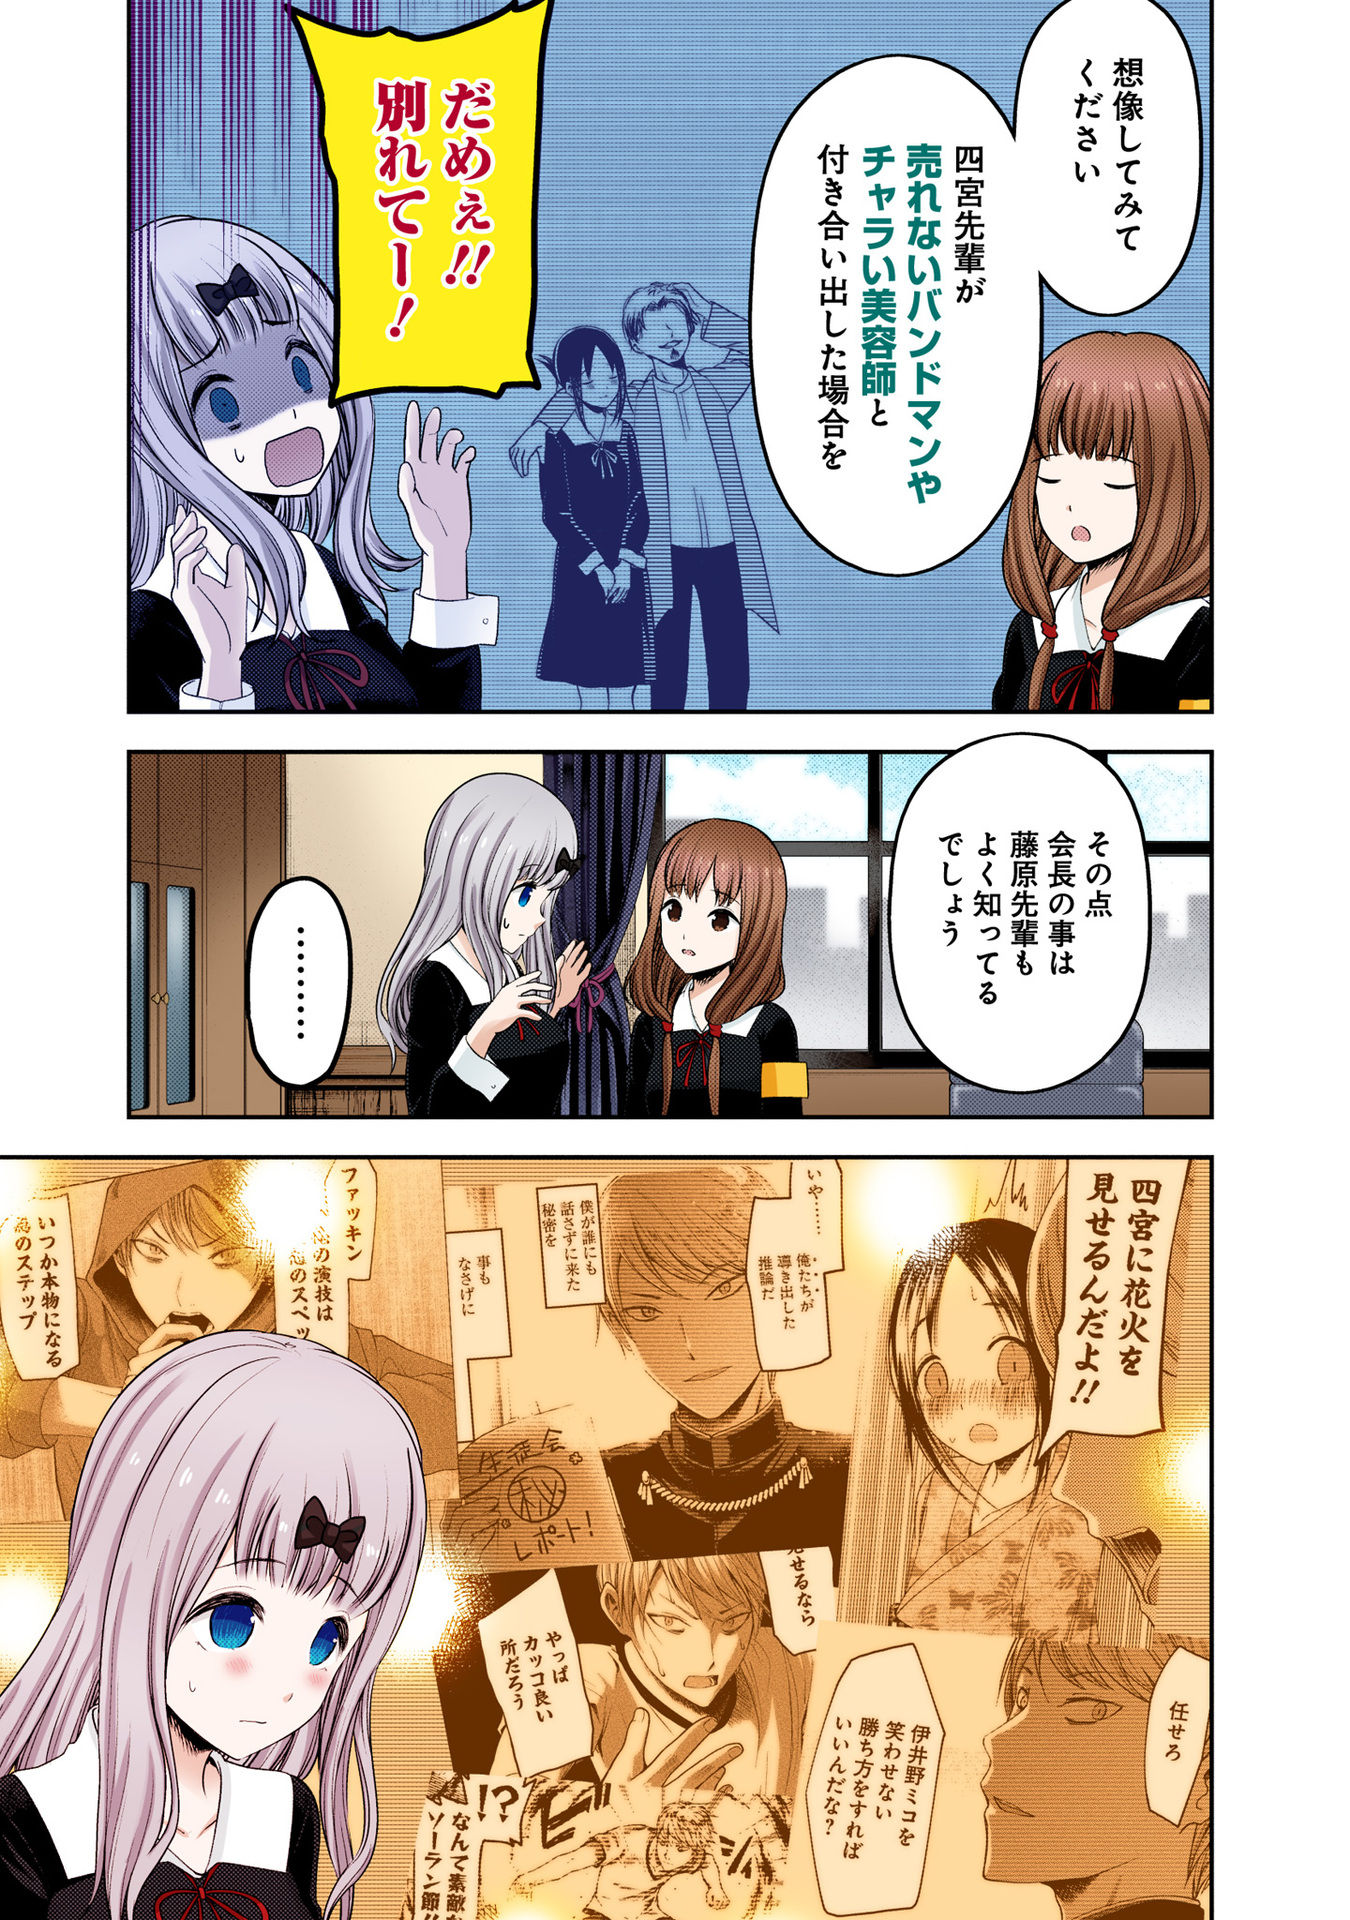 想像してみて
ください
四宮先輩が
売れないバンドマンや
チャラい美容師と
付き合い出した場合を
だめぇ!!
別れてー!
その点
会長の事は
藤原先輩も
よく知ってる
でしょう
………
四宮に花火を
見せるんだよ!!
いや……
俺たちが
導き出した
推論だ
僕が誰にも
話さずに来た
秘密を
事も
なさげに
ファッキン
の演技は
のスペッ
いつか本物になる
のステップ
生徒会
㊙
レポート!
任せろ
伊井野ミコを
笑わせない
勝ち方をすれば
いいんだな?
見せるなら
やっぱ
カッコ良い
所だろう
!?
なんて素敵な
ソーラン節!!